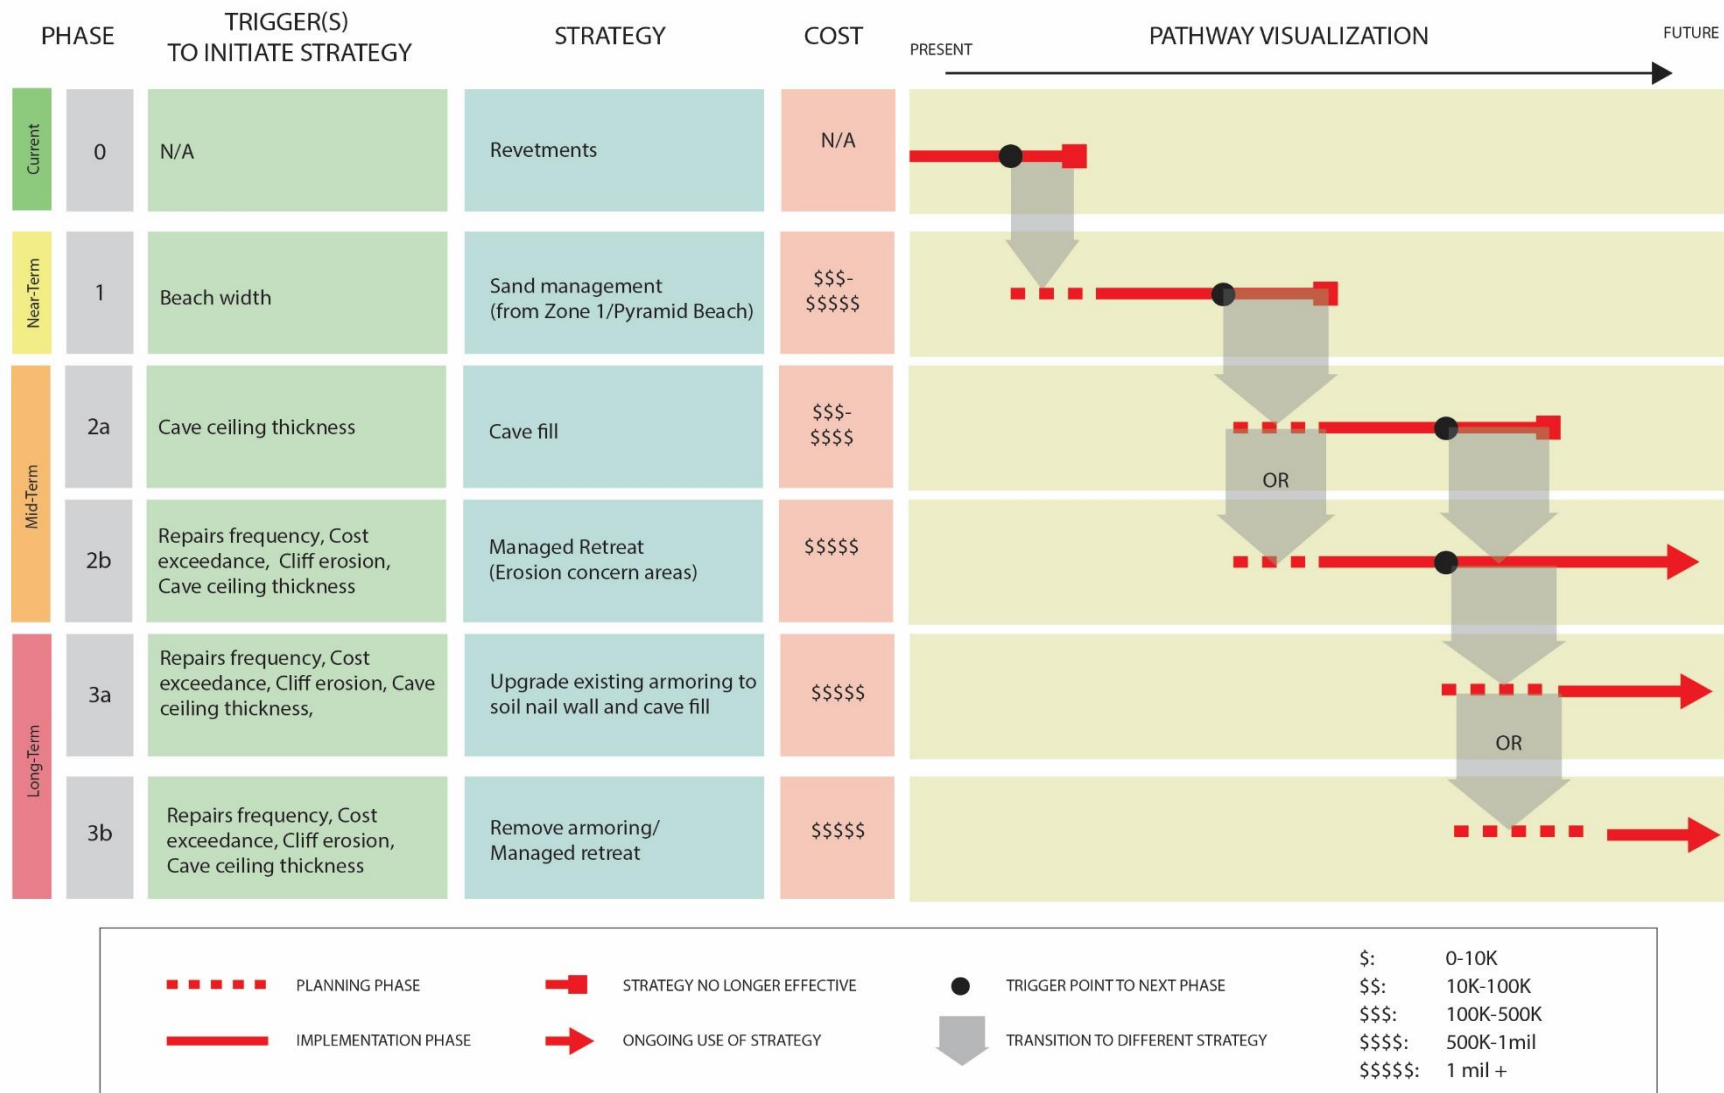 PHASE
TRIGGER(S)
TO INITIATE STRATEGY
STRATEGY
COST
PRESENT
PATHWAY VISUALIZATION
FUTURE
Current
0
N/A
Revetments
N/A
Near-Term
1
Beach width
Sand management
(from Zone 1/Pyramid Beach)
$$$-
$$$$$
Mid-Term
2a
Cave ceiling thickness
Cave fill
$$$-
$$$$
OR
2b
Repairs frequency, Cost
exceedance, Cliff erosion,
Cave ceiling thickness
Managed Retreat
(Erosion concern areas)
$$$$$
Long-Term
3a
Repairs frequency, Cost
exceedance, Cliff erosion, Cave
ceiling thickness,
Upgrade existing armoring to
soil nail wall and cave fill
$$$$$
OR
3b
Repairs frequency, Cost
exceedance, Cliff erosion,
Cave ceiling thickness
Remove armoring/
Managed retreat
$$$$$
PLANNING PHASE
IMPLEMENTATION PHASE
STRATEGY NO LONGER EFFECTIVE
ONGOING USE OF STRATEGY
TRIGGER POINT TO NEXT PHASE
TRANSITION TO DIFFERENT STRATEGY
$: 0-10K
$$: 10K-100K
$$$: 100K-500K
$$$$: 500K-1mil
$$$$$: 1 mil +